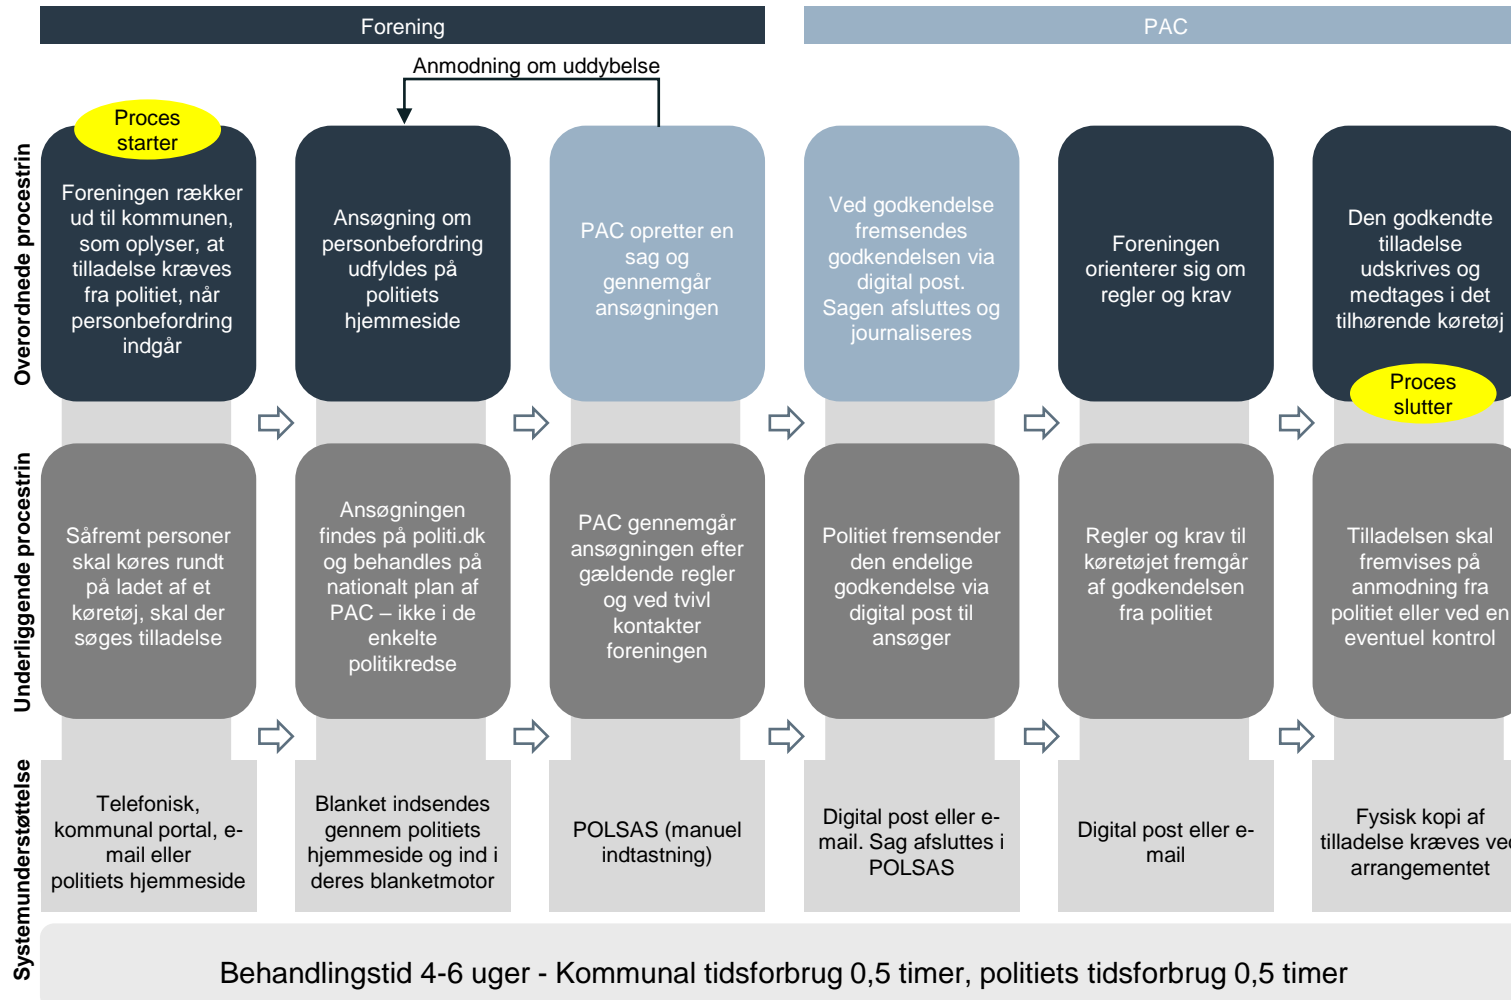 Forening
PAC
Anmodning om uddybelse
Overordnede procestrin
Proces
starter
Foreningen rækker
ud til kommunen,
som oplyser, at
tilladelse kræves
fra politiet, når
personbefordring
indgår
Ansøgning om
personbefordring
udfyldes på
politiets
hjemmeside
PAC opretter en
sag og
gennemgår
ansøgningen
Ved godkendelse
fremsendes
godkendelsen via
digital post.
Sagen afsluttes og
journaliseres
Foreningen
orienterer sig om
regler og krav
Den godkendte
tilladelse
udskrives og
medtages i det
tilhørende køretøj
Proces
slutter
Underliggende procestrin
Såfremt personer
skal køres rundt
på ladet af et
køretøj, skal der
søges tilladelse
Ansøgningen
findes på politi.dk
og behandles på
nationalt plan af
PAC – ikke i de
enkelte
politikredse
PAC gennemgår
ansøgningen efter
gældende regler
og ved tvivl
kontakter
foreningen
Politiet fremsender
den endelige
godkendelse via
digital post til
ansøger
Regler og krav til
køretøjet fremgår
af godkendelsen
fra politiet
Tilladelsen skal
fremvises på
anmodning fra
politiet eller ved en
eventuel kontrol
Systemunderstøttelse
Telefonisk,
kommunal portal, e-
mail eller
politiets hjemmeside
Blanket indsendes
gennem politiets
hjemmeside og ind i
deres blanketmotor
POLSAS (manuel
indtastning)
Digital post eller e-
mail. Sag afsluttes i
POLSAS
Digital post eller e-
mail
Fysisk kopi af
tilladelse kræves ved
arrangementet
Behandlingstid 4-6 uger - Kommunal tidsforbrug 0,5 timer, politiets tidsforbrug 0,5 timer